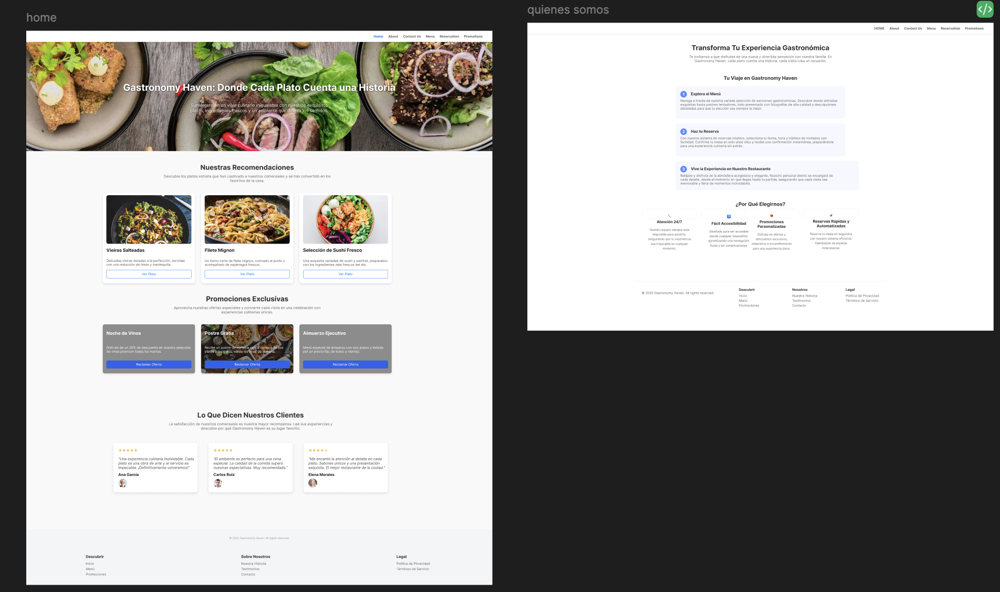 home
Home About Contact Us Menu Reservation Promotions
Gastronomy Haven: Donde Cada Plato Cuenta una Historia
Sumérgete en un viaje culinario inigualable con nuestros exquisitos
platos, ingredientes frescos y un ambiente que deleita los sentidos.
Nuestras Recomendaciones
Descubre los platos estrella que han cautivado a nuestros comensales y se han convertido en los
favoritos de la casa.
Vieiras Salteadas
Delicadas vieiras doradas a la perfección, servidas
con una reducción de limón y mantequilla.
Ver Plato
Filete Mignon
Un tierno corte de filete mignon, cocinado al punto y
acompañado de espárragos frescos.
Ver Plato
Selección de Sushi Fresco
Una exquisita variedad de sushi y sashimi, preparados
con los ingredientes más frescos del día.
Ver Plato
Promociones Exclusivas
Aprovecha nuestras ofertas especiales y convierte cada visita en una celebración con
experiencias culinarias únicas.
Noche de Vinos
Disfruta de un 20% de descuento en nuestra selección
de vinos premium todos los martes.
Reclamar Oferta
Postre Gratis
Recibe un postre de cortesía con la compra de dos
platos principales, válido los fines de semana.
Reclamar Oferta
Almuerzo Ejecutivo
Menú especial de almuerzo con dos platos y bebida
por un precio fijo, de lunes a viernes.
Reclamar Oferta
Lo Que Dicen Nuestros Clientes
La satisfacción de nuestros comensales es nuestra mayor recompensa. Lee sus experiencias y
descubre por qué Gastronomy Haven es su lugar favorito.
★★★★★
"Una experiencia culinaria inolvidable. Cada
plato es una obra de arte y el servicio es
impecable. ¡Definitivamente volveremos!"
Ana García
★★★★★
"El ambiente es perfecto para una cena
especial. La calidad de la comida superó
nuestras expectativas. Muy recomendado."
Carlos Ruiz
★★★★☆
"Me encantó la atención al detalle en cada
plato. Sabores únicos y una presentación
exquisita. El mejor restaurante de la ciudad."
Elena Morales
© 2025 Gastronomy Haven. All rights reserved.
Descubrir
Inicio
Menú
Promociones
Sobre Nosotros
Nuestra Historia
Testimonios
Contacto
Legal
Política de Privacidad
Términos de Servicio
quienes somos
</>
HOME About Contact Us Menu Reservation Promotions
Transforma Tu Experiencia Gastronómica
Te invitamos a que disfrutes de una nueva y divertida sensación con nuestra familia. En
Gastronomy Haven, cada plato cuenta una historia, cada visita crea un recuerdo.
Tu Viaje en Gastronomy Haven
1 Explora el Menú
Navega a través de nuestra variada selección de secciones gastronómicas. Descubre desde entradas
exquisitas hasta postres tentadores, todo presentado con fotografías de alta calidad y descripciones
detalladas para que tu elección sea siempre la mejor.
2 Haz tu Reserva
Con nuestro sistema de reservas intuitivo, selecciona tu fecha, hora y número de invitados con
facilidad. Confirma tu mesa en solo unos clics y recibe una confirmación instantánea, preparándote
para una experiencia culinaria sin estrés.
3 Vive la Experiencia en Nuestro Restaurante
Relájate y disfruta de la atmósfera acogedora y elegante. Nuestro personal atento se encargará de
cada detalle, desde el momento en que llegas hasta tu partida, asegurando que cada visita sea
memorable y llena de momentos inolvidables.
¿Por Qué Elegirnos?
Atención 24/7
Nuestro equipo siempre está
disponible para asistirte,
asegurando que tu experiencia
sea impecable en cualquier
momento.
Fácil Accesibilidad
Diseñado para ser accesible
desde cualquier dispositivo,
garantizando una navegación
fluida y sin complicaciones.
Promociones
Personalizadas
Disfruta de ofertas y
descuentos exclusivos,
adaptados a tus preferencias
para una experiencia única.
Reservas Rápidas y
Automatizadas
Reserva tu mesa en segundos
con nuestro sistema eficiente,
liberándote de esperas
innecesarias.
© 2025 Gastronomy Haven. All rights reserved.
Descubrir
Inicio
Menú
Promociones
Nosotros
Nuestra Historia
Testimonios
Contacto
Legal
Política de Privacidad
Términos de Servicio